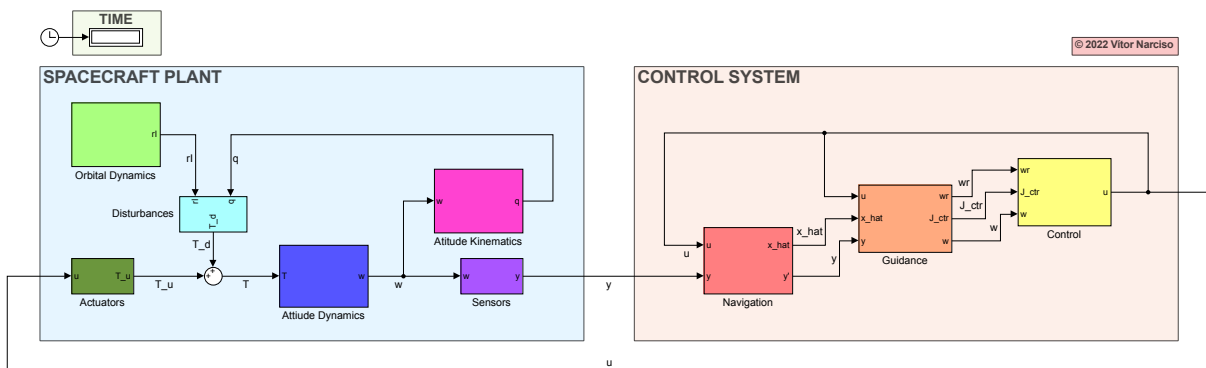 TIME
© 2022 Vitor Narciso
SPACECRAFT PLANT
rI
Orbital Dynamics
rI
q
rI
q
T_d
Disturbances
T_d
w
q
Atitude Kinematics
u
T_u
Actuators
T_u
+
+
T
T
w
Attiude Dynamics
w
w
y
Sensors
y
u
CONTROL SYSTEM
u
y
x_hat
y'
Navigation
u
x_hat
y
u
x_hat
y
wr
J_ctr
w
Guidance
wr
J_ctr
w
wr
J_ctr
w
u
Control